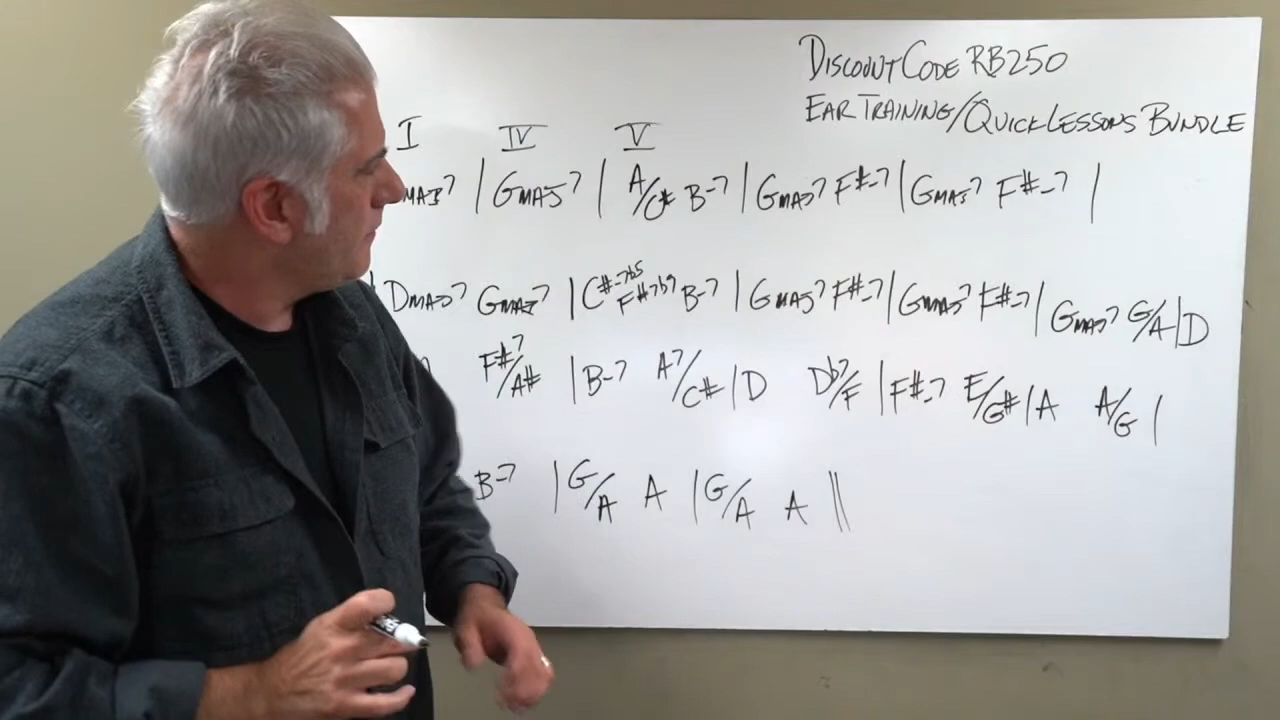 DISCOUNT CODE RB250
EAR TRAINING/QUICK LESSONS BUNDLE
I IV V
MAJ7 | GMAJ7 | A/C# B-7 | GMAJ7 F#-7 | GMAJ7 F#-7 |
DMAJ7 GMAJ7 | C#-7b5 F#7b9 B-7 | GMAJ7 F#-7 | GMAJ7 F#-7 | GMAJ7 G/A | D
F#7/A# | B-7 A7/C# | D Db7/F | F#-7 E/G# | A A/G |
B-7 | G/A A | G/A A ||